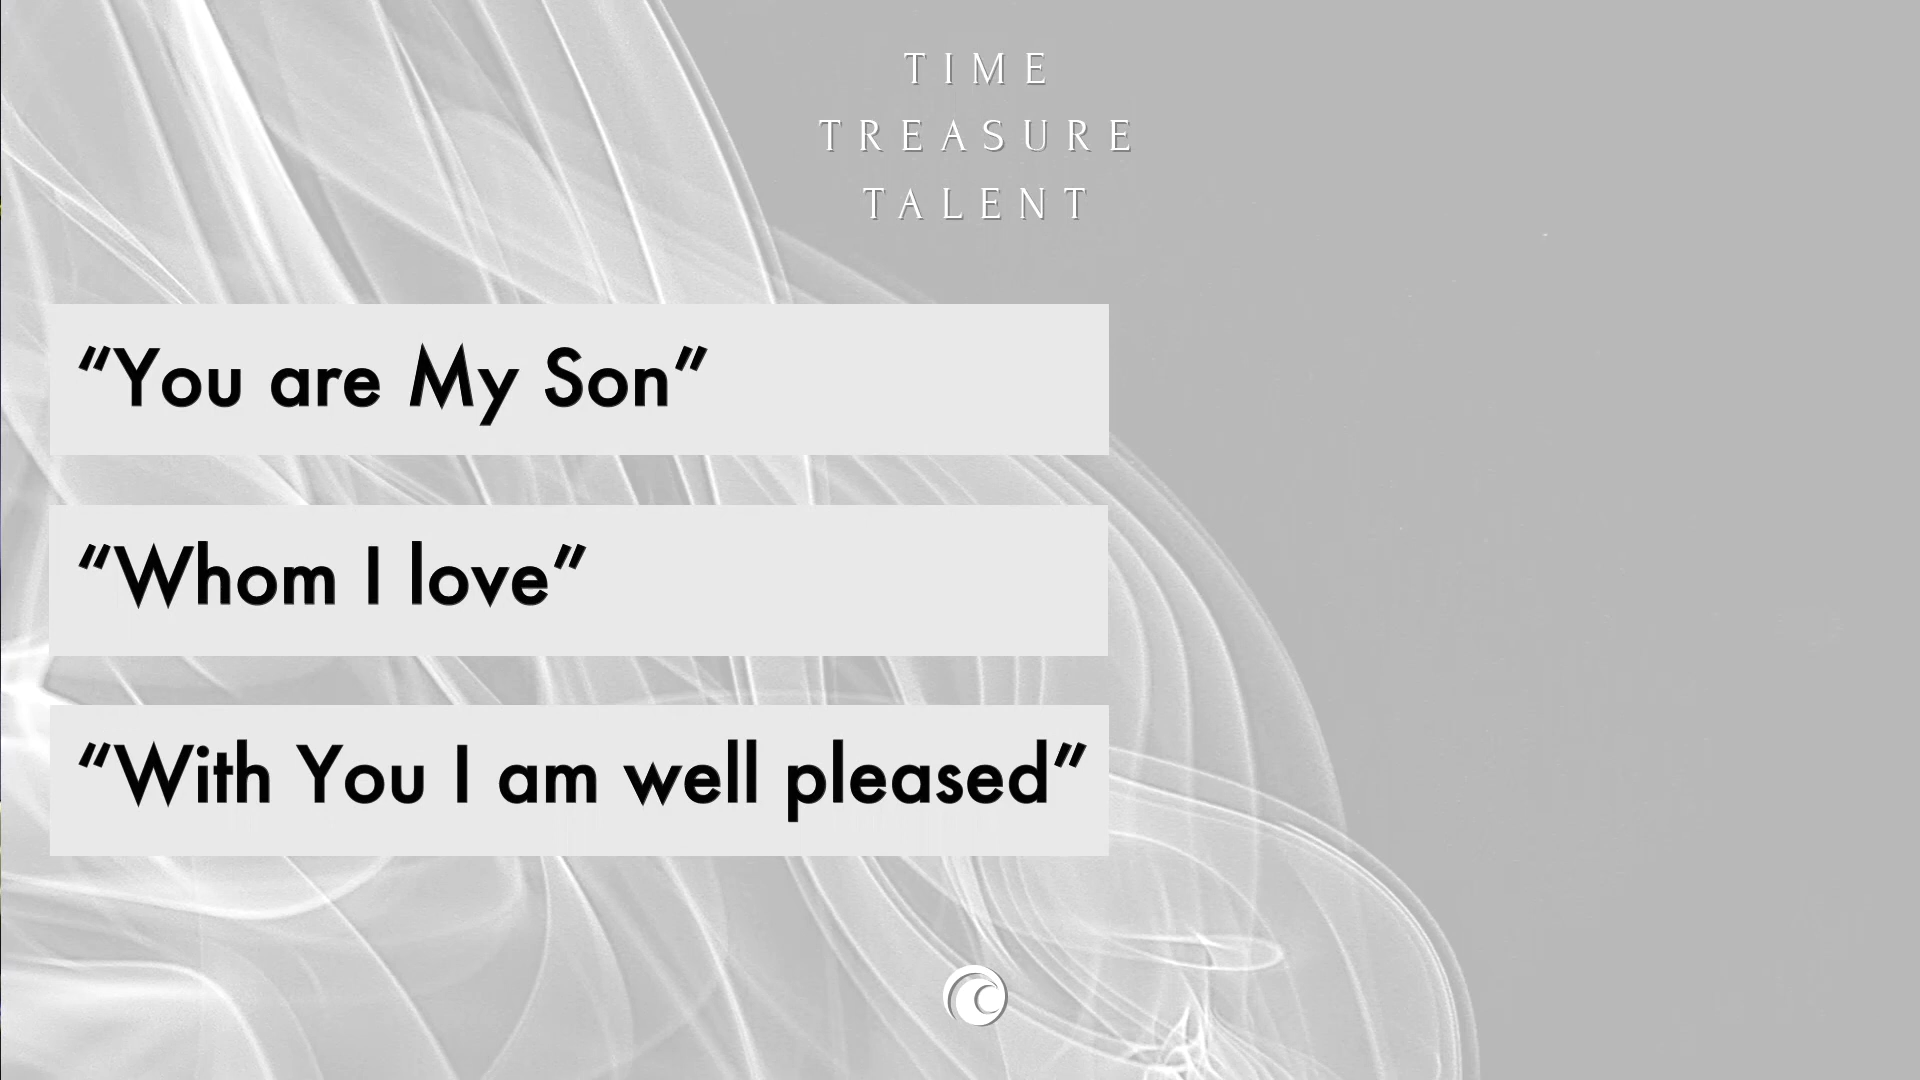 TIME
TREASURE
TALENT
“You are My Son”
“Whom I love”
“With You I am well pleased”